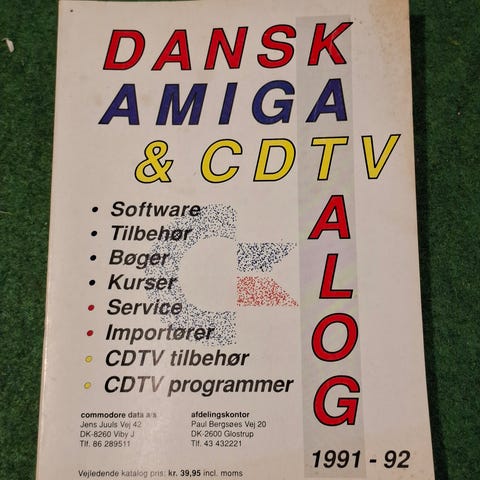 DANSK
AMIGA
& CDTV
KATALOG
• Software
• Tilbehør
• Bøger
• Kurser
• Service
• Importører
• CDTV tilbehør
• CDTV programmer
commodore data a/s
Jens Juuls Vej 42
DK-8260 Viby J
Tlf. 86 289511
afdelingskontor
Paul Bergsøes Vej 20
DK-2600 Glostrup
Tlf. 43 432221
1991 - 92
Vejledende katalog pris: kr. 39,95 incl. moms